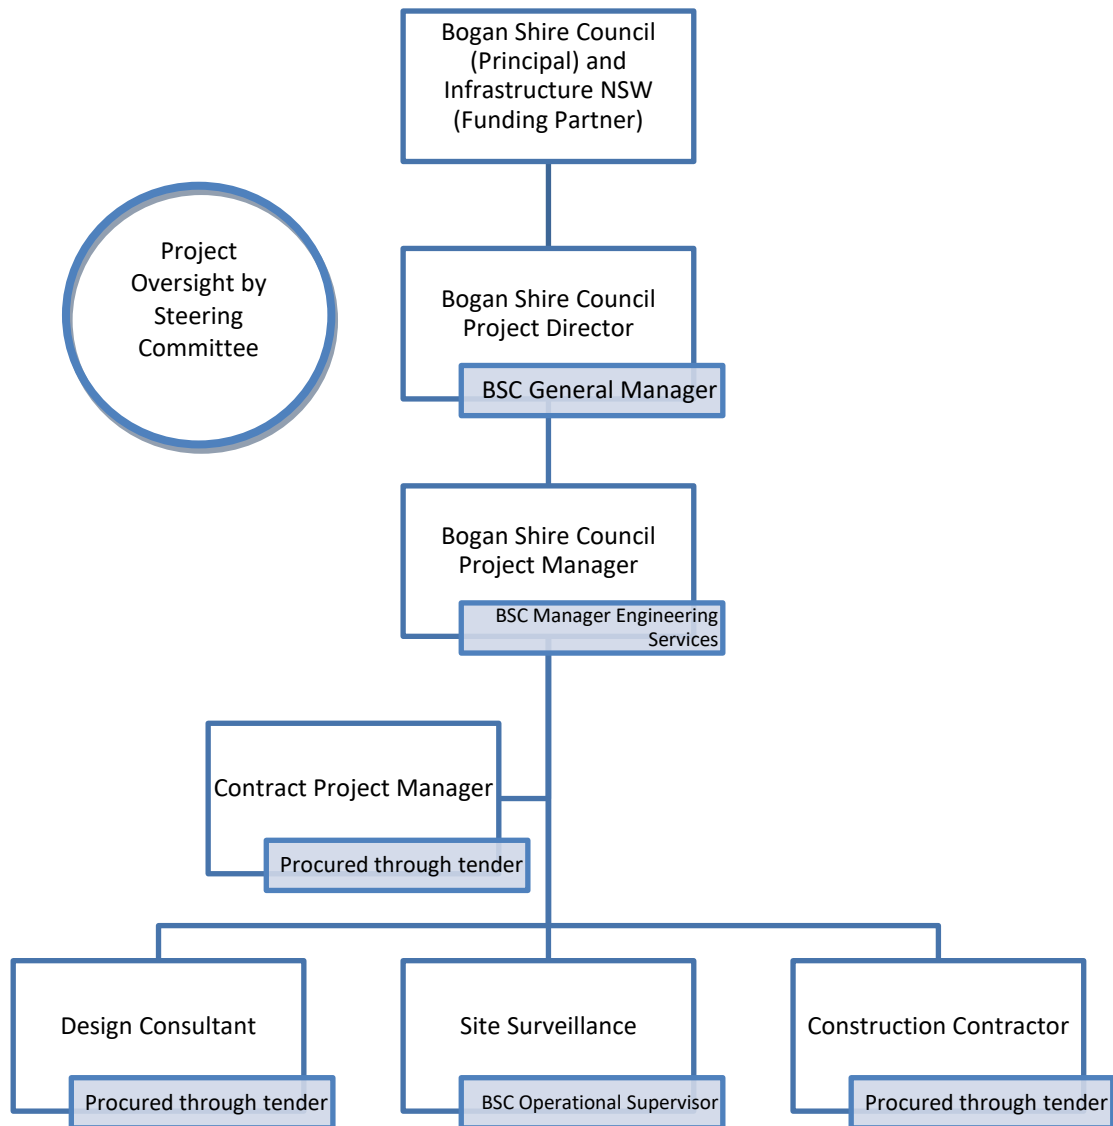 Bogan Shire Council
(Principal) and
Infrastructure NSW
(Funding Partner)
Project
Oversight by
Steering
Committee
Bogan Shire Council
Project Director
BSC General Manager
Bogan Shire Council
Project Manager
BSC Manager Engineering
Services
Contract Project Manager
Procured through tender
Design Consultant
Procured through tender
Site Surveillance
BSC Operational Supervisor
Construction Contractor
Procured through tender